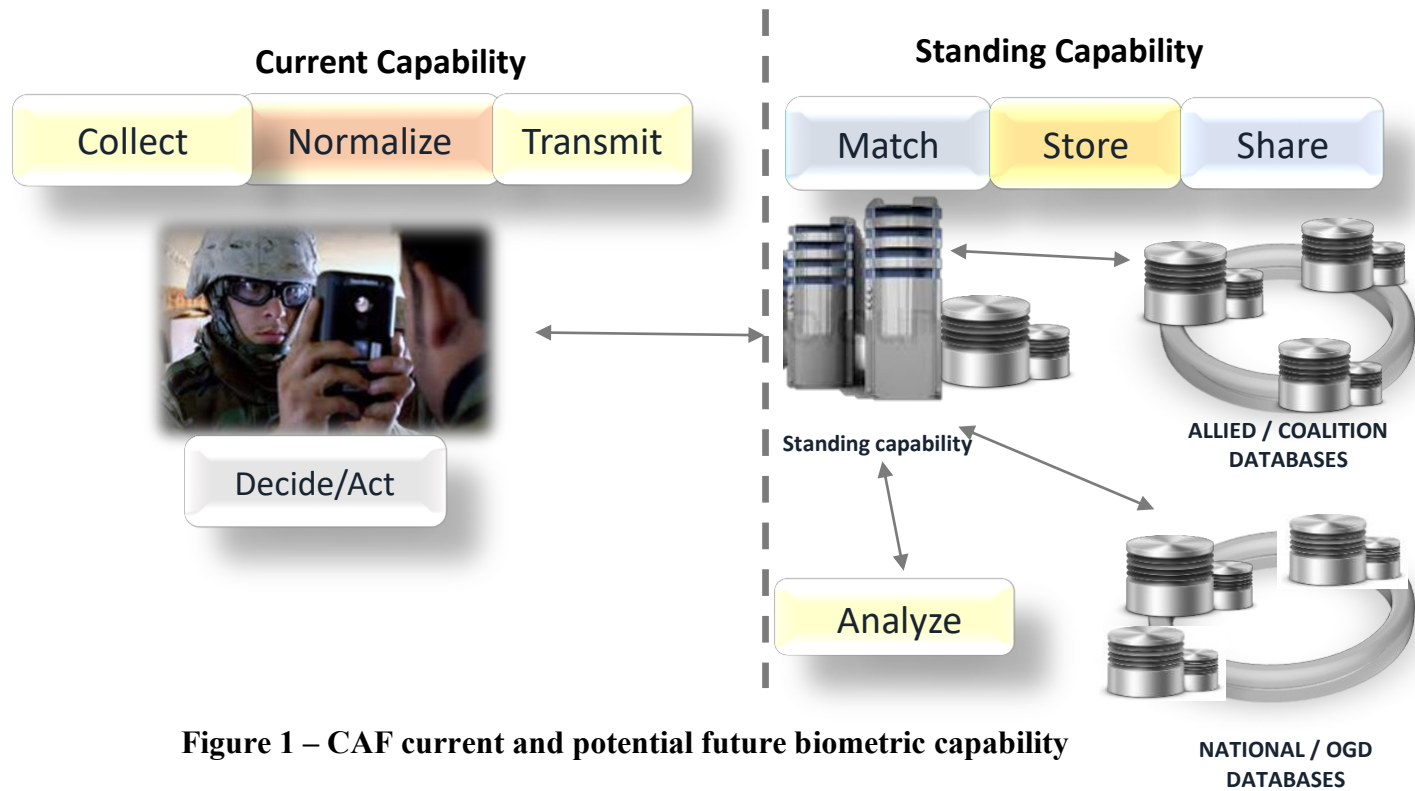 Current Capability
Standing Capability
Collect
Normalize
Transmit
Match
Store
Share
Decide/Act
Standing capability
ALLIED / COALITION
DATABASES
Analyze
Figure 1 – CAF current and potential future biometric capability
NATIONAL / OGD
DATABASES